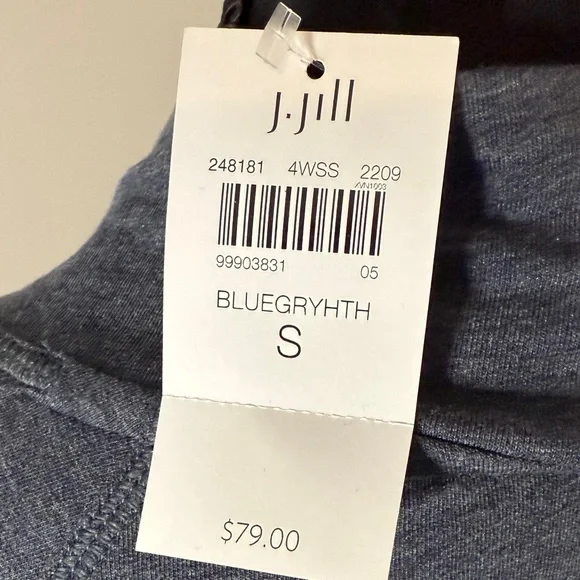 J.Jill
248181 4WSS 2209
XVN1003
99903831 05
BLUEGRYHTH
S
$79.00